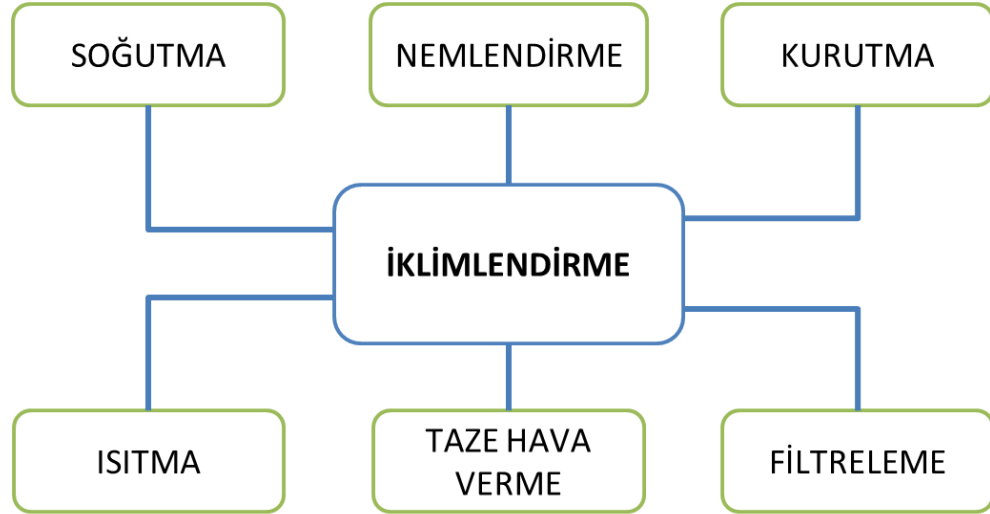 SOĞUTMA
NEMLENDİRME
KURUTMA
İKLİMLENDİRME
ISITMA
TAZE HAVA
VERME
FİLTRELEME